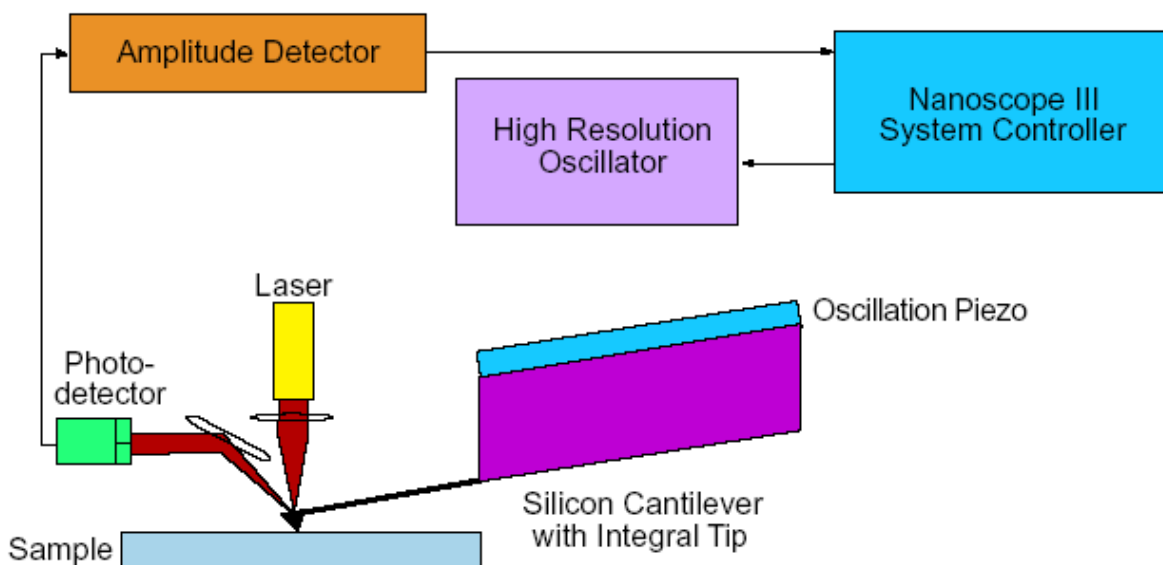 Amplitude Detector
Nanoscope III
System Controller
High Resolution
Oscillator
Laser
Oscillation Piezo
Photo-
detector
Silicon Cantilever
with Integral Tip
Sample